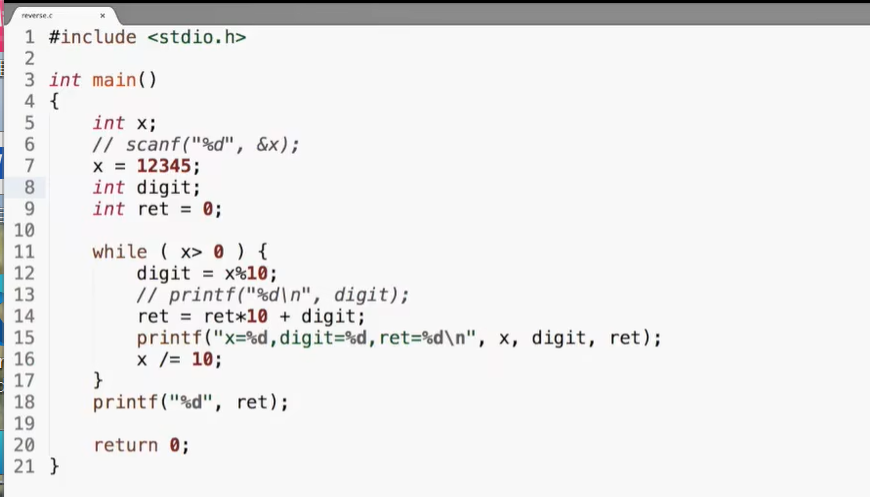 reverse.c x
1 #include <stdio.h>
2
3 int main()
4 {
5     int x;
6     // scanf("%d", &x);
7     x = 12345;
8     int digit;
9     int ret = 0;
10
11     while ( x> 0 ) {
12         digit = x%10;
13         // printf("%d\n", digit);
14         ret = ret*10 + digit;
15         printf("x=%d,digit=%d,ret=%d\n", x, digit, ret);
16         x /= 10;
17     }
18     printf("%d", ret);
19
20     return 0;
21 }